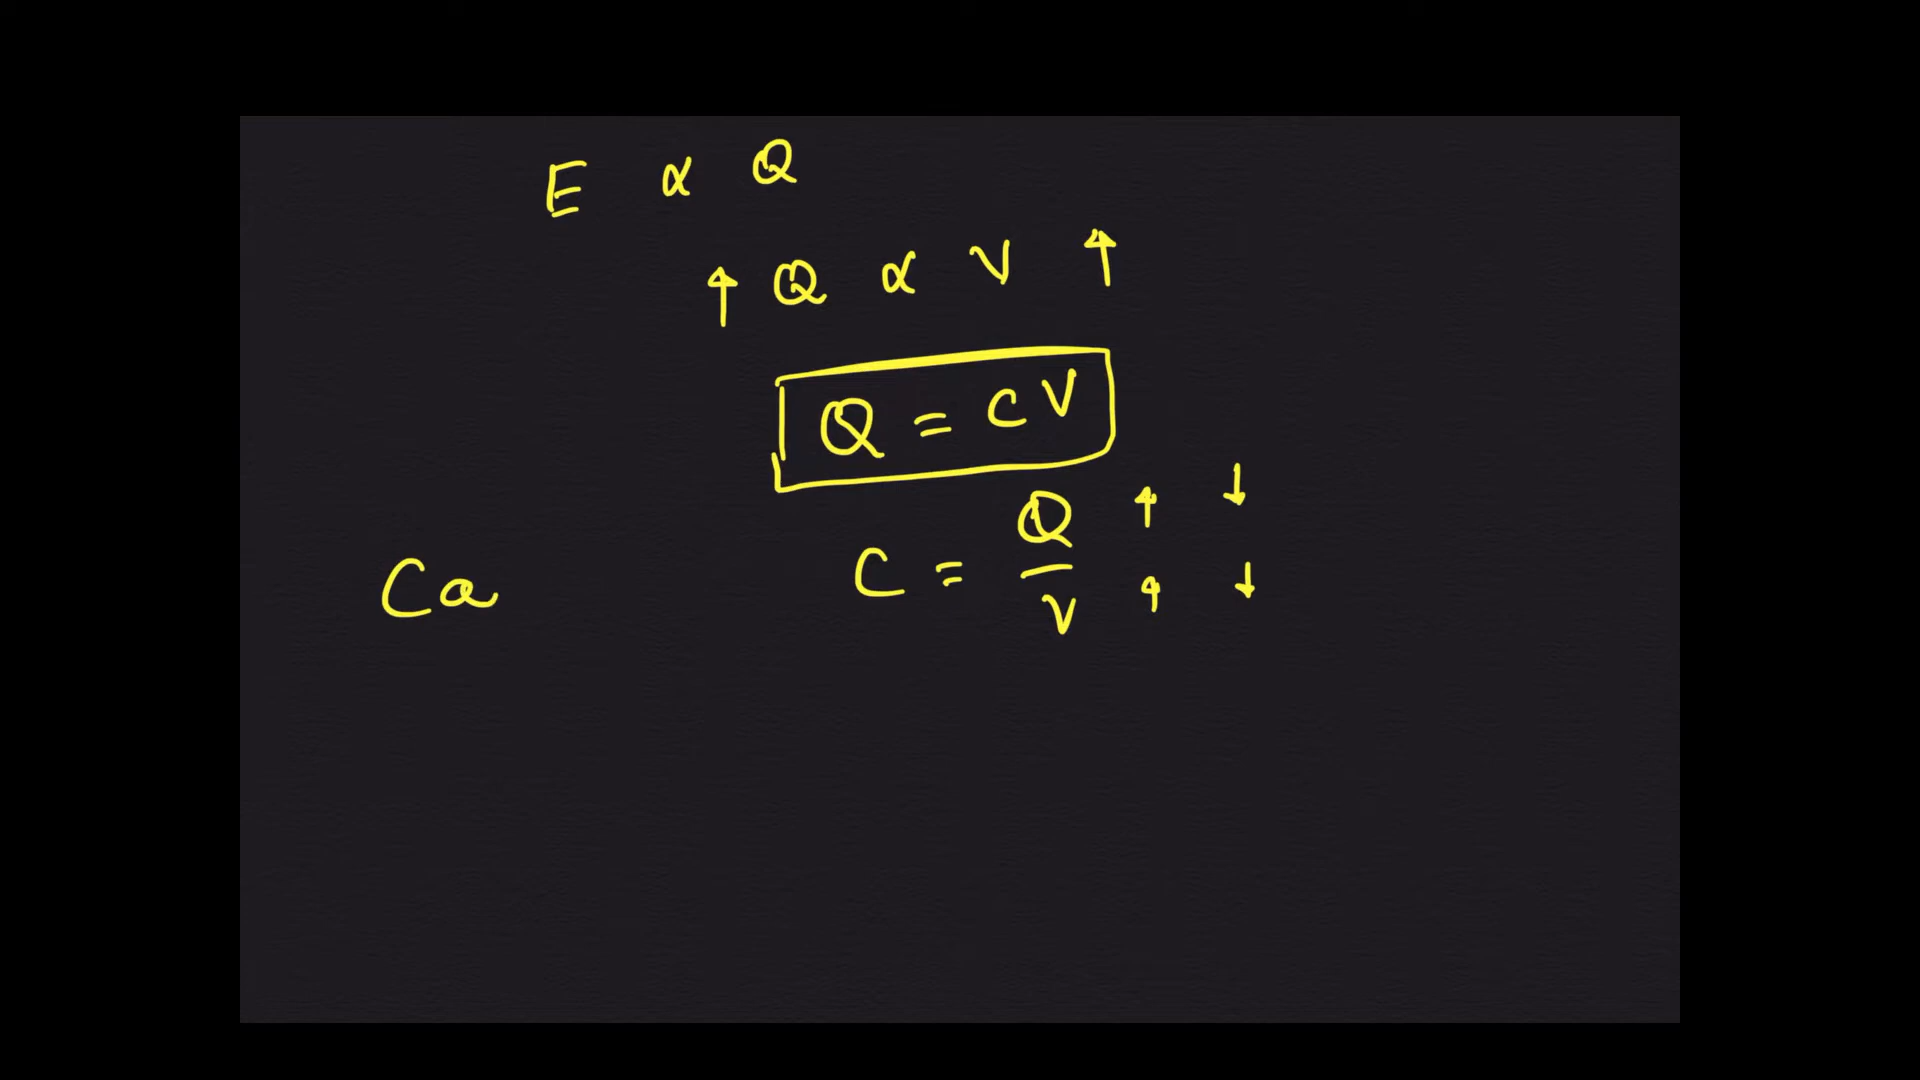 E ∝ Q
↑ Q ∝ V ↑
Q = CV
C = Q/V ↑ ↓ ↑ ↓
Ca